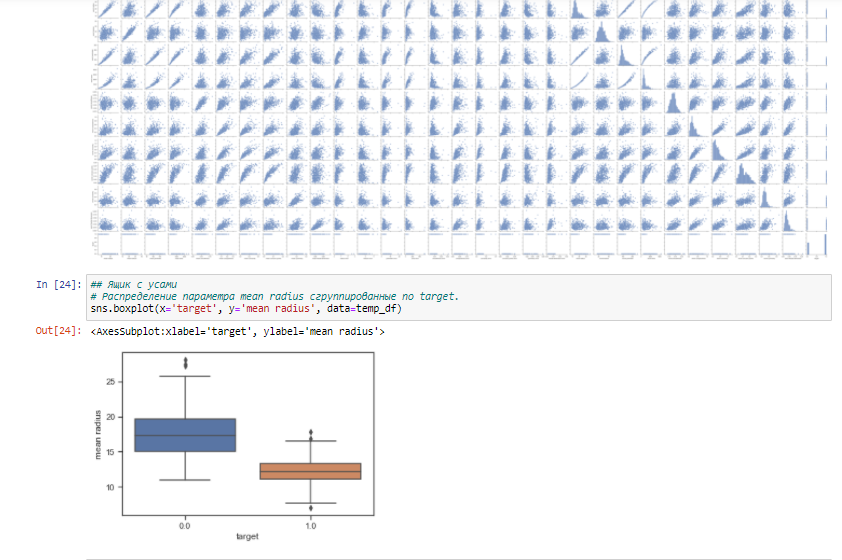 In [24]:
## Ящик с усами
# Распределение параметра mean radius сгруппированные по target.
sns.boxplot(x='target', y='mean radius', data=temp_df)
Out[24]: <AxesSubplot:xlabel='target', ylabel='mean radius'>
mean radius
25
20
15
10
0.0 1.0
target